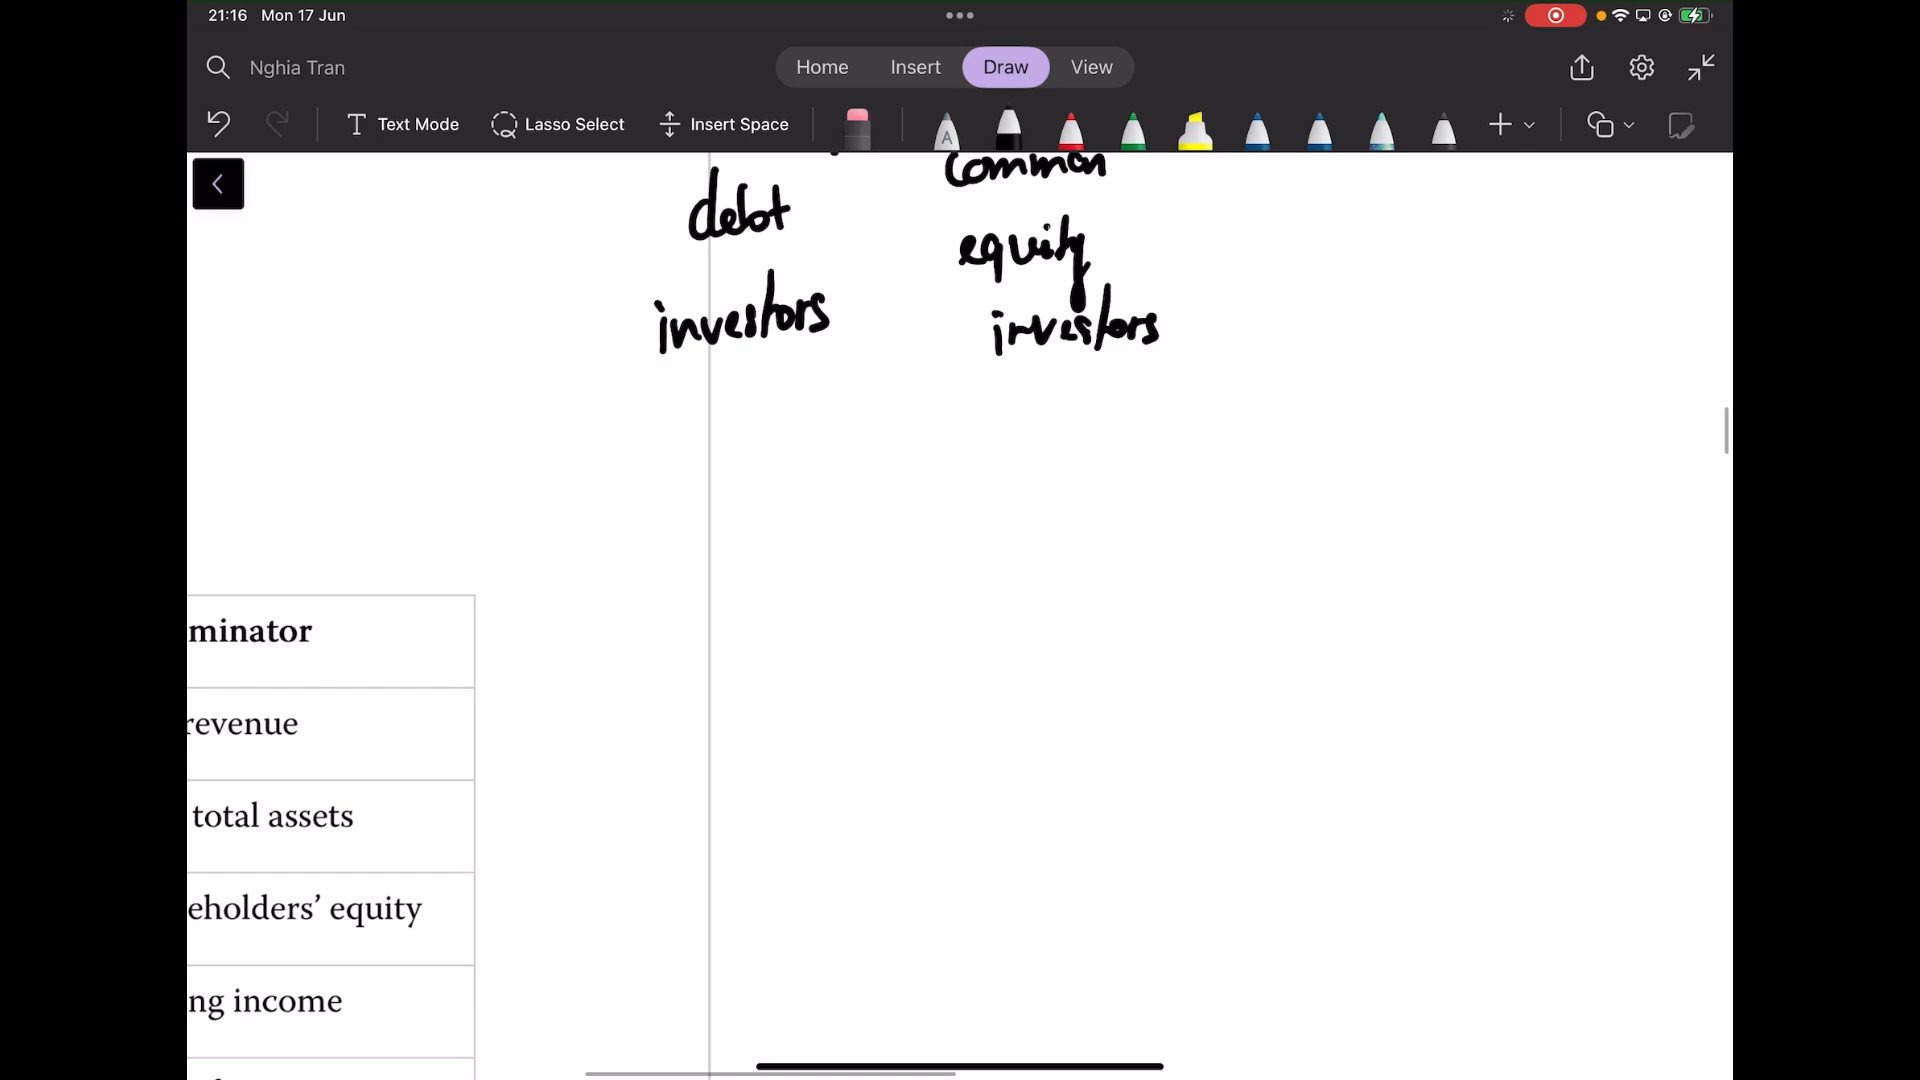 21:16 Mon 17 Jun
Nghia Tran
Home Insert Draw View
Text Mode Lasso Select Insert Space
A
common
debt
equity
investors
investors
minator
revenue
total assets
eholders’ equity
ng income